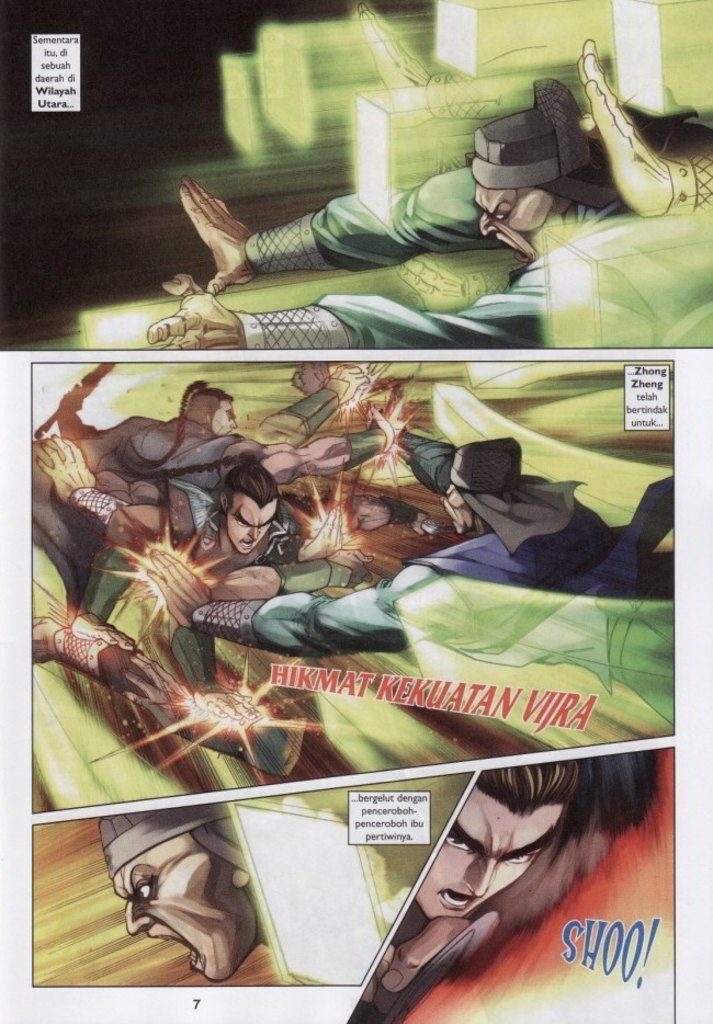 Sementara
itu, di
sebuah
daerah di
Wilayah
Utara...
...Zhong
Zheng
telah
bertindak
untuk...
HIKMAT KEKUATAN VIJRA
...bergelut dengan
penceroboh-
penceroboh ibu
pertiwinya.
SHOO!
7